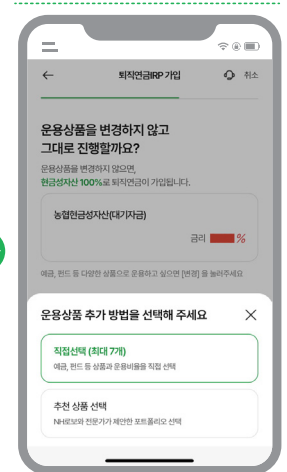 퇴직연금IRP 가입
취소
운용상품을 변경하지 않고
그대로 진행할까요?
운용상품을 변경하지 않으면,
현금성자산 100%로 퇴직연금이 가입됩니다.
농협현금성자산(대기자금)
금리 %
예금, 펀드 등 다양한 상품으로 운용하고 싶으면 [변경] 을 눌러주세요
운용상품 추가 방법을 선택해 주세요
직접선택 (최대 7개)
예금, 펀드 등 상품과 운용비율을 직접 선택
추천 상품 선택
NH로보와 전문가가 제안한 포트폴리오 선택